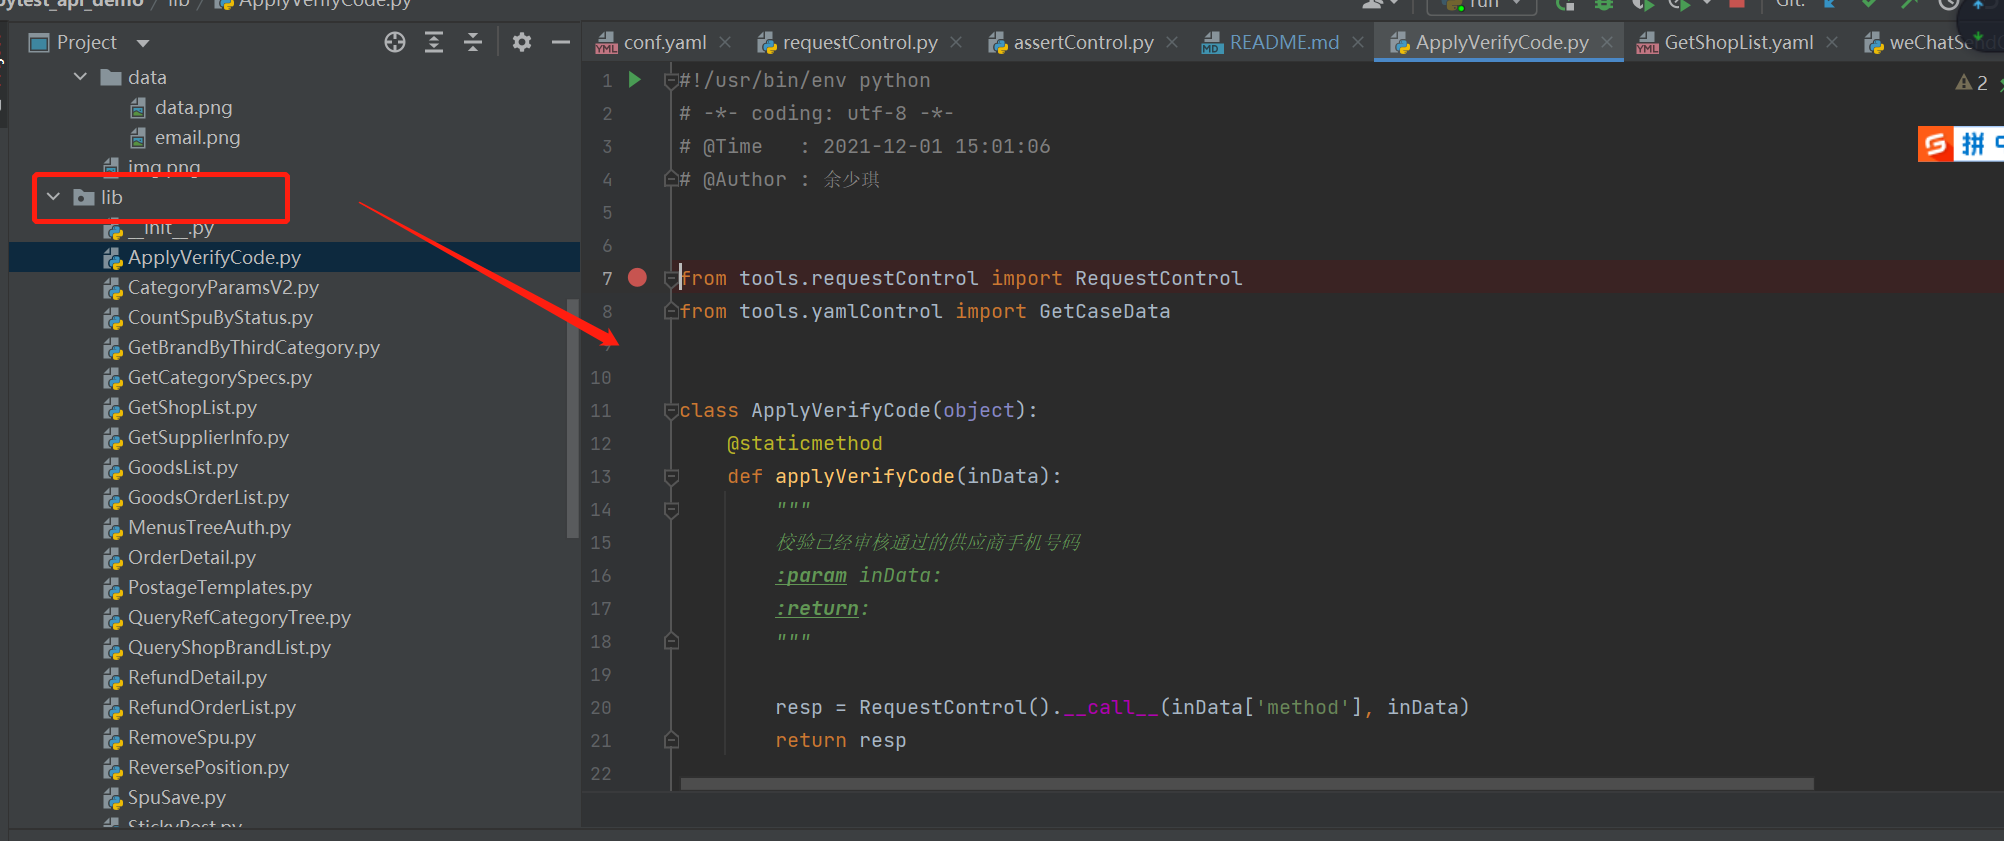 pytest_api_demo lib ApplyVerifyCode.py
run Git:
Project
conf.yaml requestControl.py assertControl.py README.md ApplyVerifyCode.py GetShopList.yaml
data
data.png
email.png
img.png
lib
__init__.py
ApplyVerifyCode.py
CategoryParamsV2.py
CountSpuByStatus.py
GetBrandByThirdCategory.py
GetCategorySpecs.py
GetShopList.py
GetSupplierInfo.py
GoodsList.py
GoodsOrderList.py
MenusTreeAuth.py
OrderDetail.py
PostageTemplates.py
QueryRefCategoryTree.py
QueryShopBrandList.py
RefundDetail.py
RefundOrderList.py
RemoveSpu.py
ReversePosition.py
SpuSave.py
StickyPost.py
1 #!/usr/bin/env python
2 # -*- coding: utf-8 -*-
3 # @Time   : 2021-12-01 15:01:06
4 # @Author : 余少琪
5
6
7 from tools.requestControl import RequestControl
8 from tools.yamlControl import GetCaseData
9
10
11 class ApplyVerifyCode(object):
12     @staticmethod
13     def applyVerifyCode(inData):
14         """
15         校验已经审核通过的供应商手机号码
16         :param inData:
17         :return:
18         """
19
20         resp = RequestControl().__call__(inData['method'], inData)
21         return resp
22
2
拼